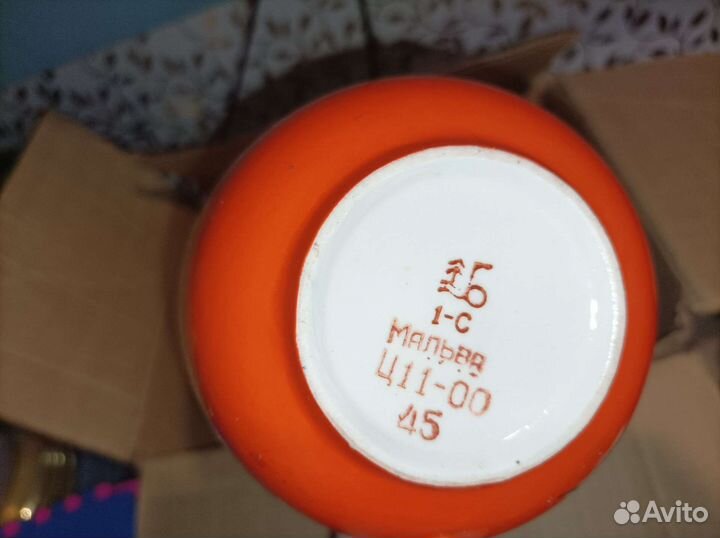 Б
1-С
Мальва
Ц11-00
45
Avito